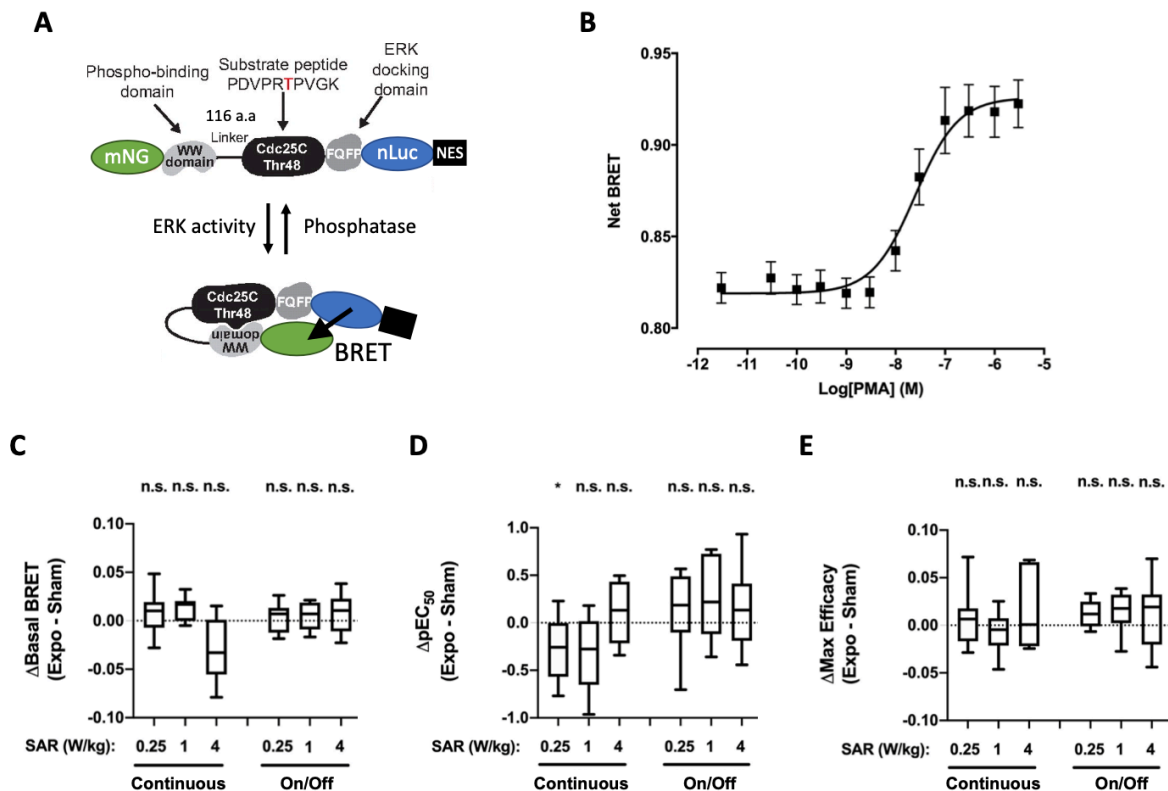 A
Phospho-binding
domain
Substrate peptide
PDVPRTPVGK
ERK
docking
domain
116 a.a
Linker
mNG
WW
domain
Cdc25C
Thr48
FQFP
nLuc
NES
ERK activity
Phosphatase
Cdc25C
Thr48
FQFP
WW
domain
BRET
B
Net BRET
0.95
0.90
0.85
0.80
-12 -11 -10 -9 -8 -7 -6 -5
Log[PMA] (M)
C
n.s. n.s. n.s. n.s. n.s. n.s.
ΔBasal BRET
(Expo - Sham)
0.10
0.05
0.00
-0.05
-0.10
SAR (W/kg): 0.25 1 4 0.25 1 4
Continuous On/Off
D
* n.s. n.s. n.s. n.s. n.s.
ΔpEC50
(Expo - Sham)
1.0
0.5
0.0
-0.5
-1.0
SAR (W/kg): 0.25 1 4 0.25 1 4
Continuous On/Off
E
n.s. n.s. n.s. n.s. n.s. n.s.
ΔMax Efficacy
(Expo - Sham)
0.10
0.05
0.00
-0.05
-0.10
SAR (W/kg): 0.25 1 4 0.25 1 4
Continuous On/Off